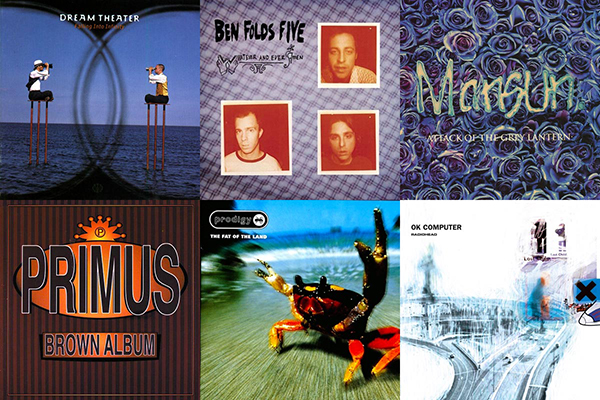 DREAM THEATER
Falling Into Infinity
BEN FOLDS FIVE
WHATEVER AND EVER AMEN
Mansun
ATTACK OF THE GREY LANTERN
P
PRIMUS
BROWN ALBUM
prodigy
THE FAT OF THE LAND
OK COMPUTER
RADIOHEAD